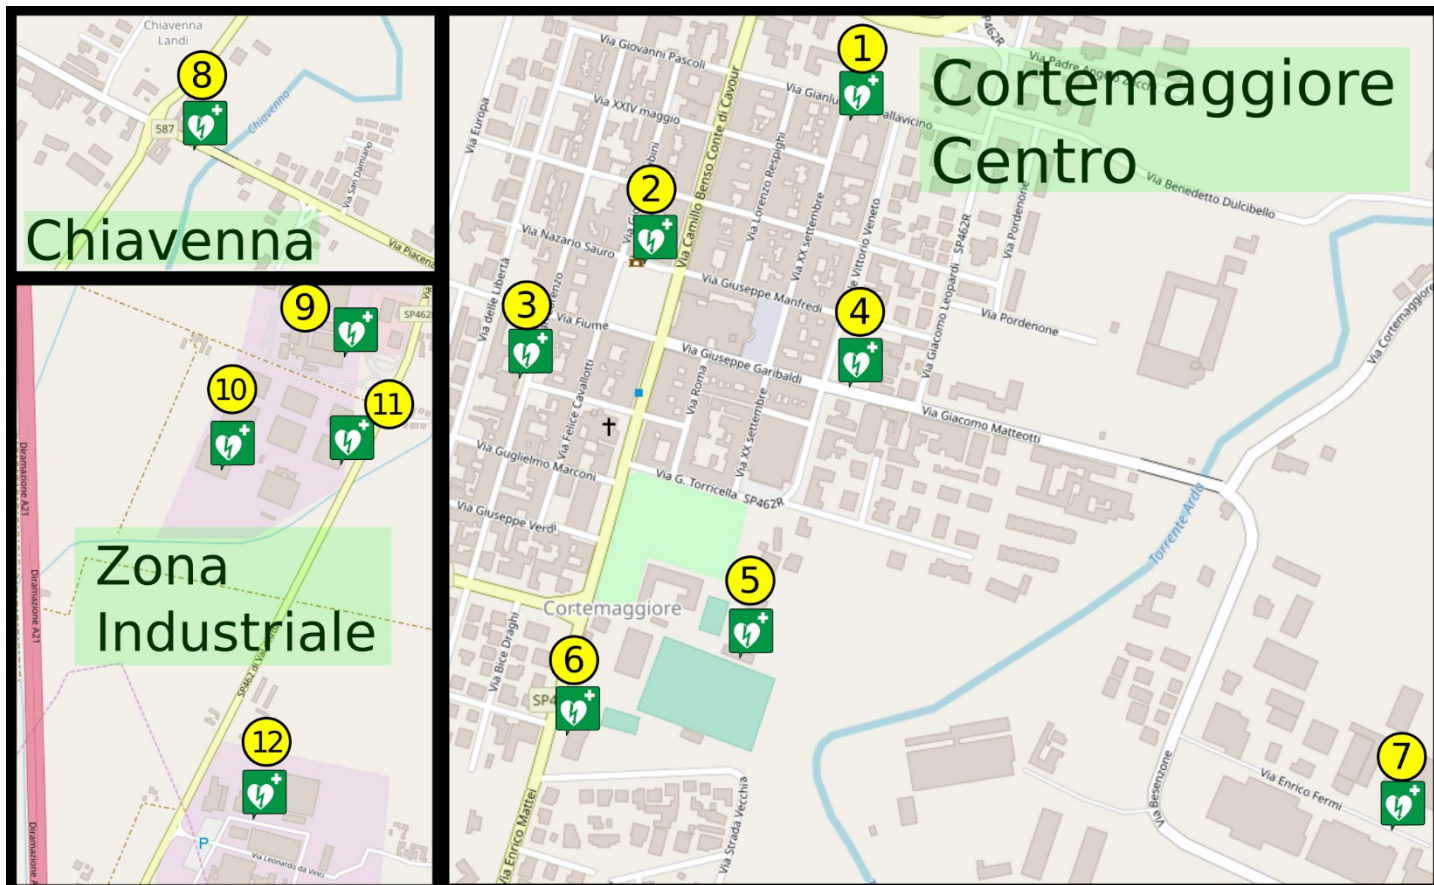 Chiavenna
Landi
8
587
Chiavenna
Via San Damiano
Via Piacenza
Chiavenna
9
SP462
10
11
Diramazione A21
Diramazione A21
Diramazione A21
Zona
Industriale
SP462 di Val
12
P
Via Leonardo da Vinci
Cortemaggiore
Centro
1
P462R
Via Padre Angelo
Via Giovanni Pascoli
Via Gianlu
allavicino
Via XXIV maggio
Via Europa
Via Camillo Benso Conte di Cavour
Via Lorenzo Respighi
Via Benedetto Dulcibello
2
Via Nazario Sauro
Via XX settembre
e Vittorio Veneto
SP462R
Via Pordenone
Via delle Libertà
Via Giuseppe Manfredi
3
4
Via Fiume
Via Pordenone
Via Giacomo Leopardi
Via Cortemaggiore
Via Giuseppe Garibaldi
Via Roma
Via Felice Cavallotti
Via XX settembre
Via Giacomo Matteotti
Via Guglielmo Marconi
Via G. Torricella
SP462R
Via Giuseppe Verdi
Torrente Arda
5
Cortemaggiore
Via Bice Draghi
6
SP4
7
Via Enrico Fermi
Via Besenzone
Via Enrico Mattei
Via Strada Vecchia